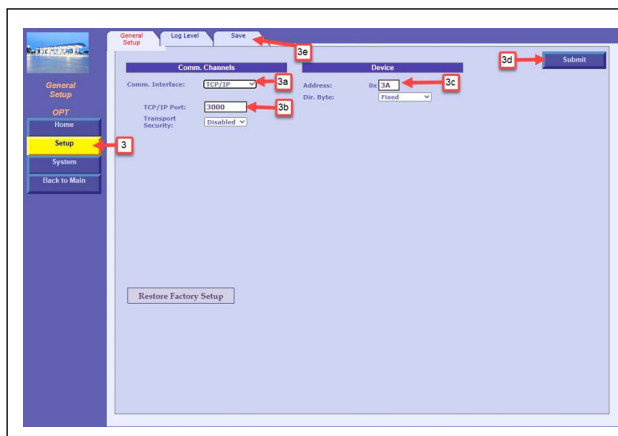 General
Setup
Log Level
Save
3e
3d
Submit
General
Setup
OPT
Home
Setup
System
Back to Main
3
Comm. Channels
Comm. Interface:
TCP/IP
3a
TCP/IP Port:
3000
3b
Transport
Security:
Disabled
Device
Address:
0x 3A
3c
Dir. Byte:
Fixed
Restore Factory Setup